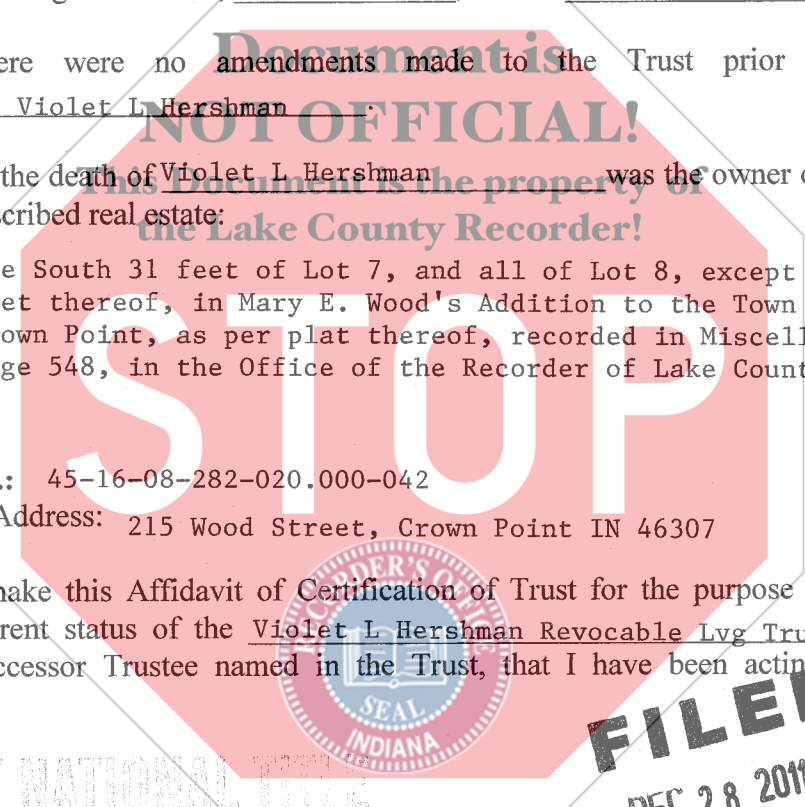 ere were no amendments made to the Trust prior
Violet L Hershman .
the death of Violet L Hershman was the owner o
scribed real estate:
e South 31 feet of Lot 7, and all of Lot 8, except
et thereof, in Mary E. Wood's Addition to the Town
own Point, as per plat thereof, recorded in Miscell
ge 548, in the Office of the Recorder of Lake Count
.: 45-16-08-282-020.000-042
Address: 215 Wood Street, Crown Point IN 46307
make this Affidavit of Certification of Trust for the purpose
rent status of the Violet L Hershman Revocable Lvg Tru
ccessor Trustee named in the Trust, that I have been actin
Document is
NOT OFFICIAL!
This Document is the property of
the Lake County Recorder!
STOP
RECORDER'S OFFICE
SEAL
INDIANA
FILED
DEC 28 2011
NATIONAL TITLE